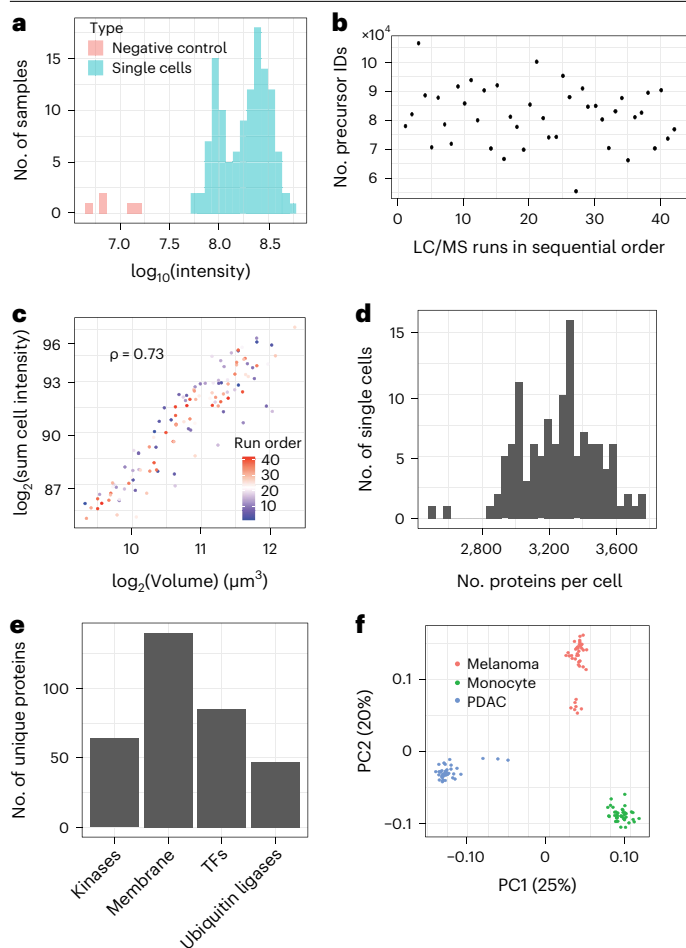 a
Type
Negative control
Single cells
No. of samples
15
10
5
0
7.0
7.5
8.0
8.5
log₁₀(intensity)
b
×10⁴
No. precursor IDs
10
9
8
7
6
0
10
20
30
40
LC/MS runs in sequential order
c
log₂(sum cell intensity)
96
93
90
87
ρ = 0.73
Run order
40
30
20
10
10
11
12
log₂(Volume) (µm³)
d
No. of single cells
15
10
5
0
2,800
3,200
3,600
No. proteins per cell
e
No. of unique proteins
100
50
0
Kinases
Membrane
TFs
Ubiquitin ligases
f
Melanoma
Monocyte
PDAC
PC2 (20%)
0.1
0
−0.1
−0.10
0
0.10
PC1 (25%)